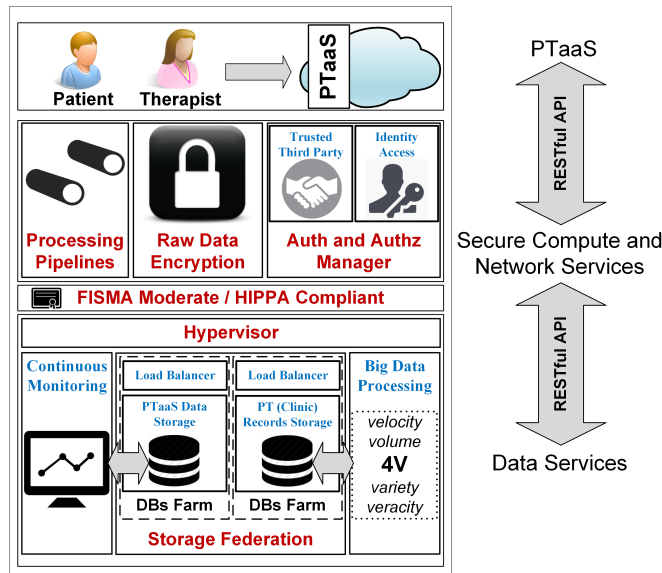 Patient
Therapist
PTaaS
Processing
Pipelines
Raw Data
Encryption
Trusted
Third Party
Identity
Access
Auth and Authz
Manager
FISMA Moderate / HIPPA Compliant
Hypervisor
Continuous
Monitoring
Load Balancer
PTaaS Data
Storage
DBs Farm
Load Balancer
PT (Clinic)
Records Storage
DBs Farm
Storage Federation
Big Data
Processing
velocity
volume
4V
variety
veracity
PTaaS
RESTful API
Secure Compute and
Network Services
RESTful API
Data Services